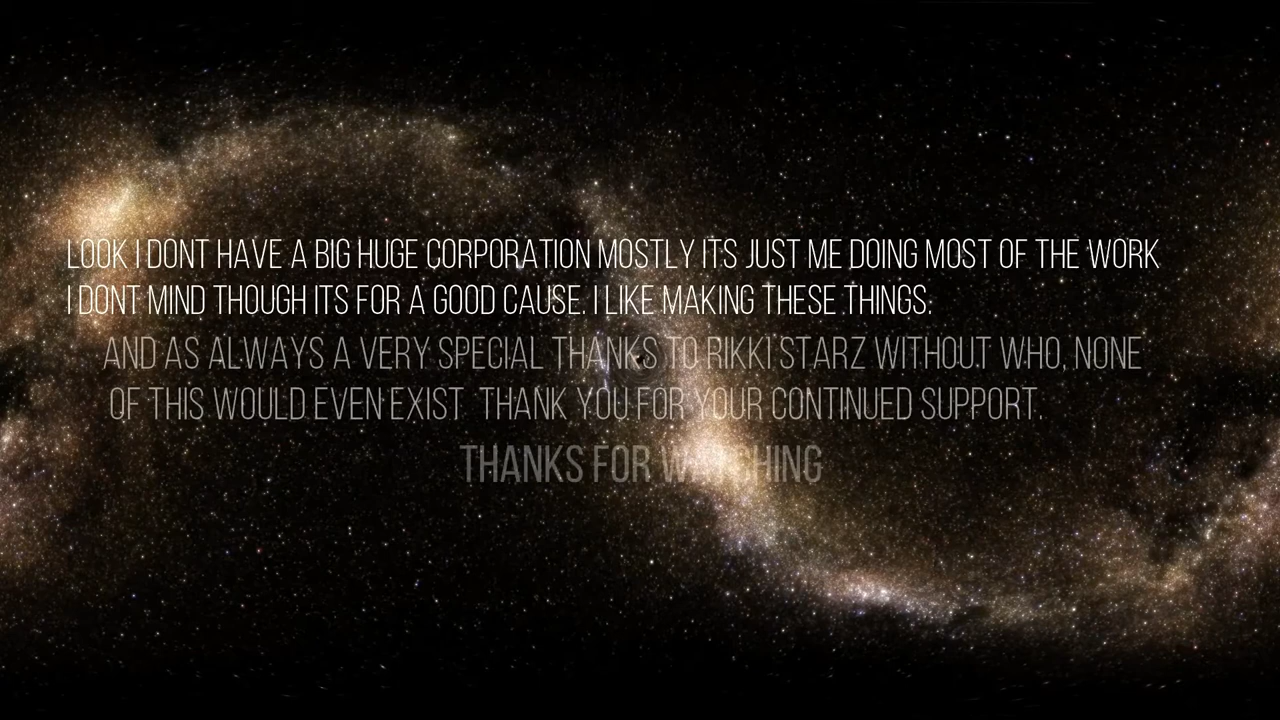 LOOK I DONT HAVE A BIG HUGE CORPORATION MOSTLY ITS JUST ME DOING MOST OF THE WORK
I DONT MIND THOUGH ITS FOR A GOOD CAUSE. I LIKE MAKING THESE THINGS.
AND AS ALWAYS A VERY SPECIAL THANKS TO RIKKI STARZ WITHOUT WHO, NONE
OF THIS WOULD EVEN EXIST THANK YOU FOR YOUR CONTINUED SUPPORT.
THANKS FOR WATCHING